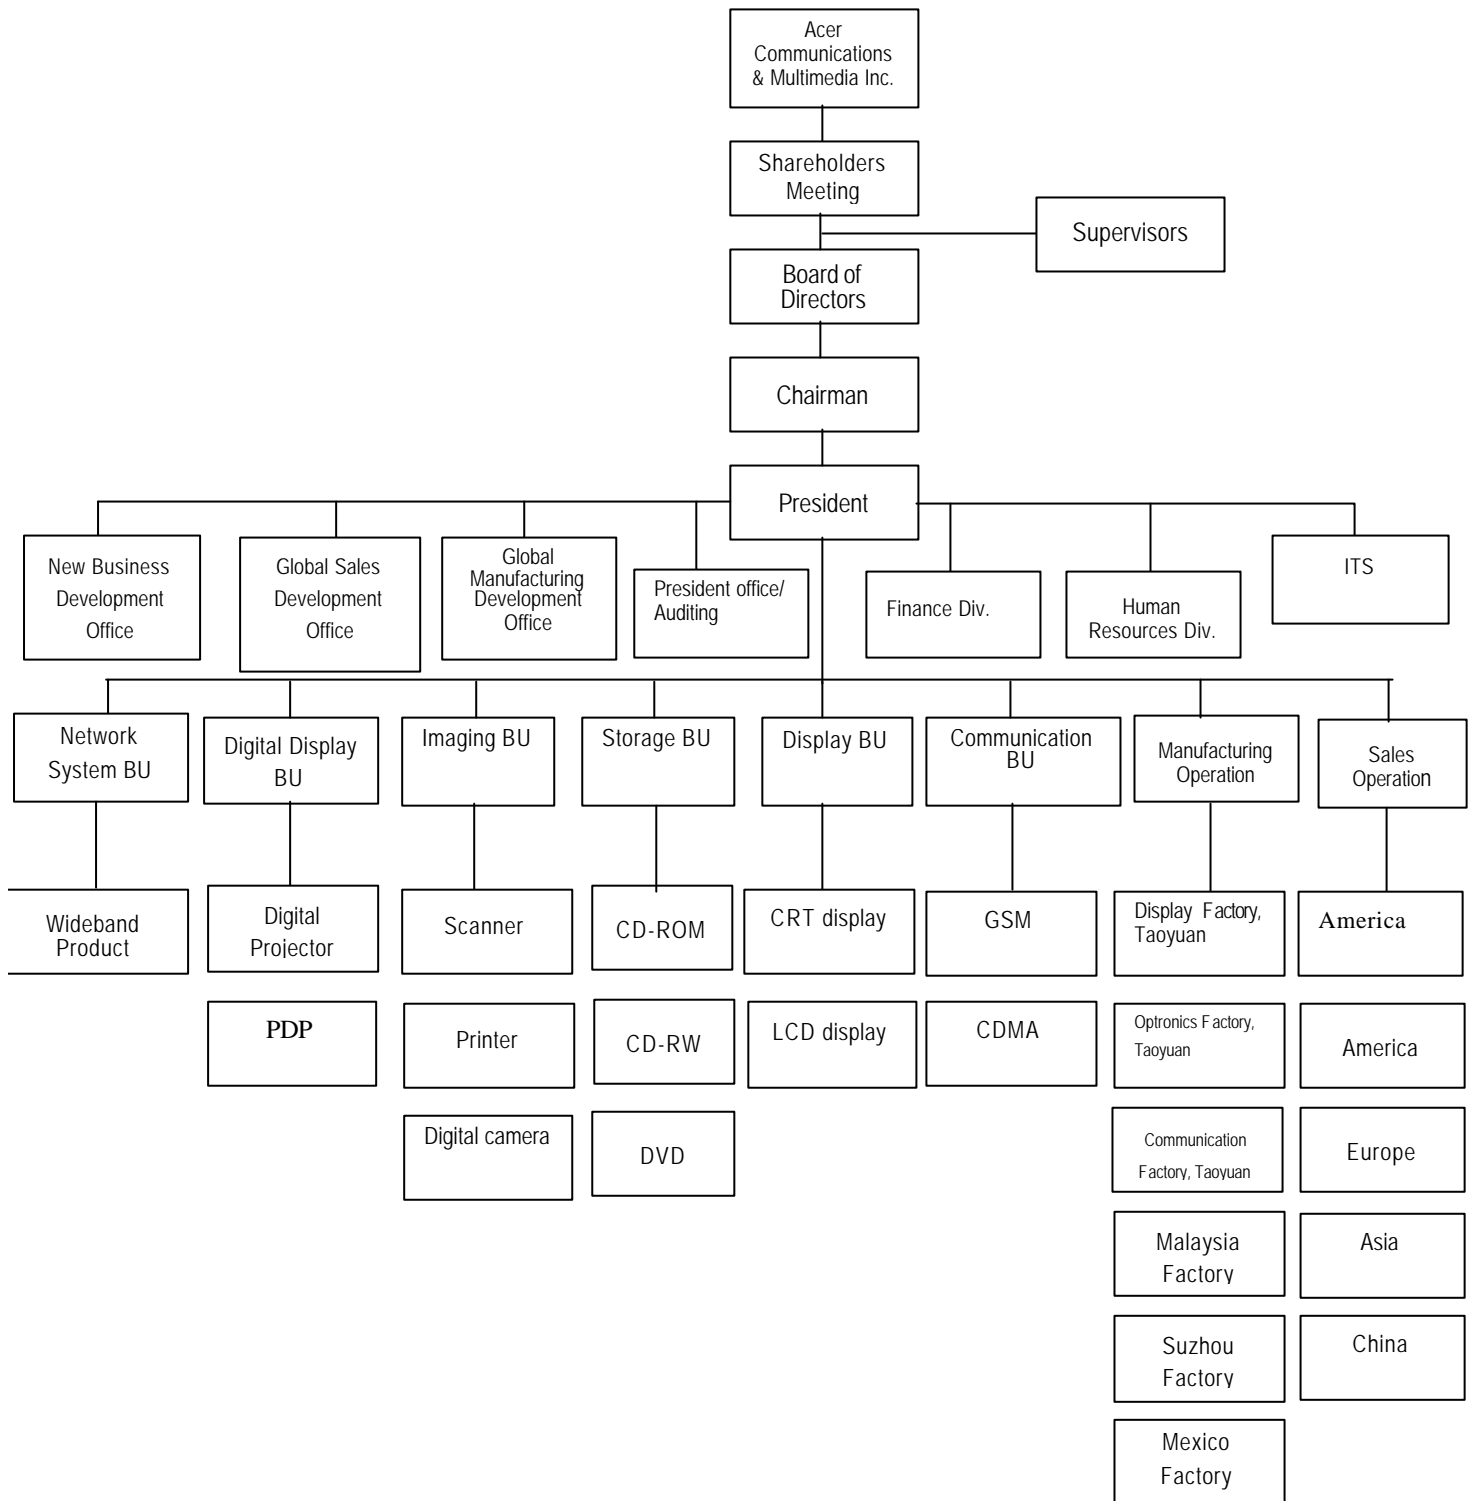 Acer
Communications
& Multimedia Inc.
Shareholders
Meeting
Supervisors
Board of
Directors
Chairman
President
New Business
Development
Office
Global Sales
Development
Office
Global
Manufacturing
Development
Office
President office/
Auditing
Finance Div.
Human
Resources Div.
ITS
Network
System BU
Digital Display
BU
Imaging BU
Storage BU
Display BU
Communication
BU
Manufacturing
Operation
Sales
Operation
Wideband
Product
Digital
Projector
Scanner
CD-ROM
CRT display
GSM
Display Factory,
Taoyuan
America
PDP
Printer
CD-RW
LCD display
CDMA
Optronics Factory,
Taoyuan
America
Digital camera
DVD
Communication
Factory, Taoyuan
Europe
Malaysia
Factory
Asia
Suzhou
Factory
China
Mexico
Factory